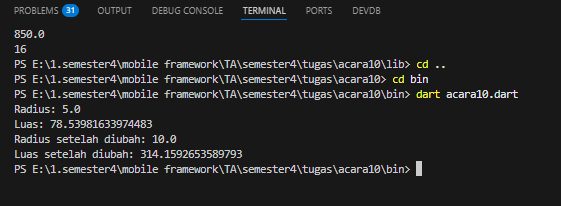 PROBLEMS 31 OUTPUT DEBUG CONSOLE TERMINAL PORTS DEVDB
850.0
16
PS E:\1.semester4\mobile framework\TA\semester4\tugas\acara10\lib> cd ..
PS E:\1.semester4\mobile framework\TA\semester4\tugas\acara10> cd bin
PS E:\1.semester4\mobile framework\TA\semester4\tugas\acara10\bin> dart acara10.dart
Radius: 5.0
Luas: 78.53981633974483
Radius setelah diubah: 10.0
Luas setelah diubah: 314.1592653589793
PS E:\1.semester4\mobile framework\TA\semester4\tugas\acara10\bin>